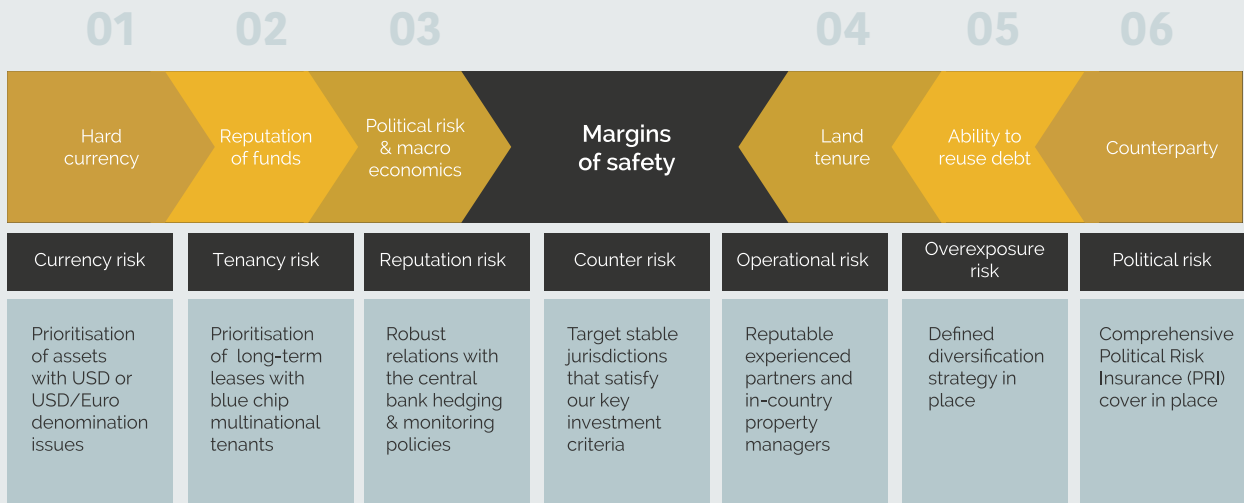 01
02
03
04
05
06
Hard
currency
Reputation
of funds
Political risk
& macro
economics
Margins
of safety
Land
tenure
Ability to
reuse debt
Counterparty
Currency risk
Tenancy risk
Reputation risk
Counter risk
Operational risk
Overexposure
risk
Political risk
Prioritisation
of assets
with USD or
USD/Euro
denomination
issues
Prioritisation
of long-term
leases with
blue chip
multinational
tenants
Robust
relations with
the central
bank hedging
& monitoring
policies
Target stable
jurisdictions
that satisfy
our key
investment
criteria
Reputable
experienced
partners and
in-country
property
managers
Defined
diversification
strategy in
place
Comprehensive
Political Risk
Insurance (PRI)
cover in place